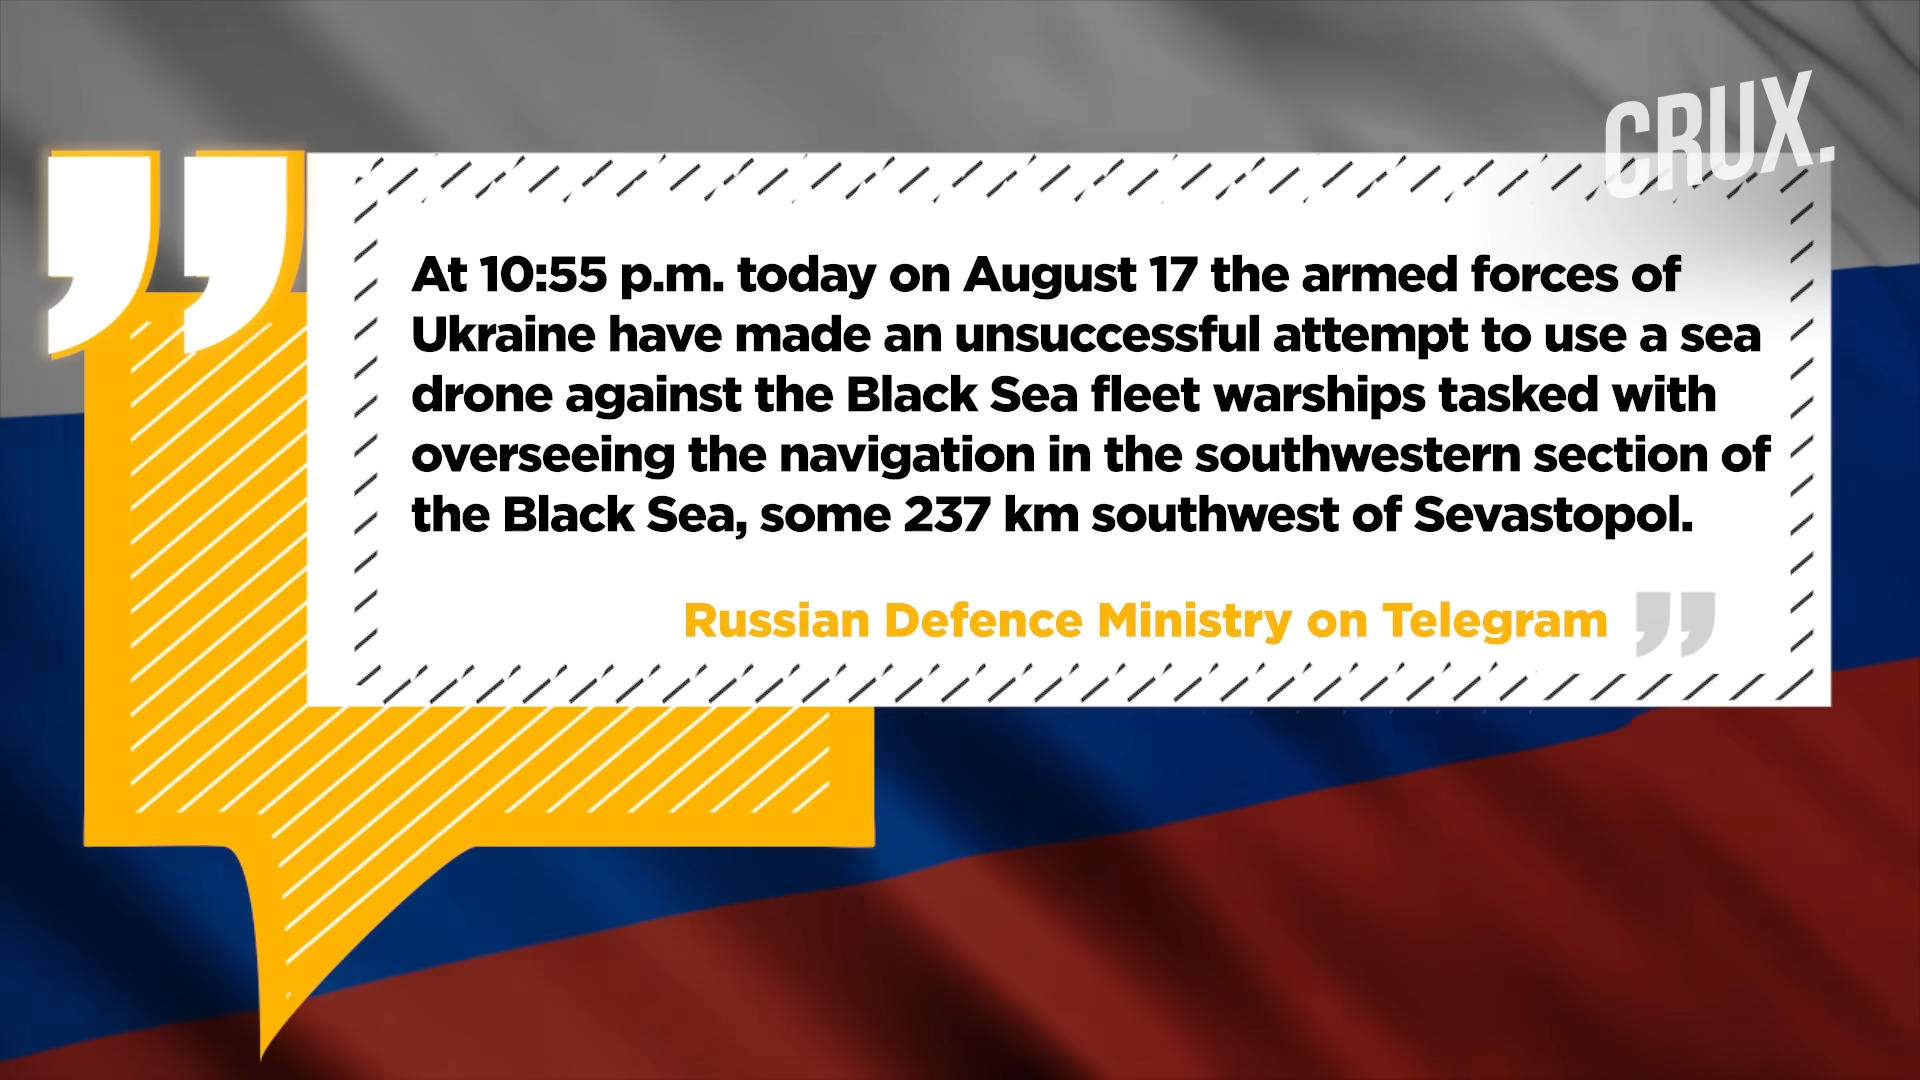 CRUX.
At 10:55 p.m. today on August 17 the armed forces of
Ukraine have made an unsuccessful attempt to use a sea
drone against the Black Sea fleet warships tasked with
overseeing the navigation in the southwestern section of
the Black Sea, some 237 km southwest of Sevastopol.
Russian Defence Ministry on Telegram